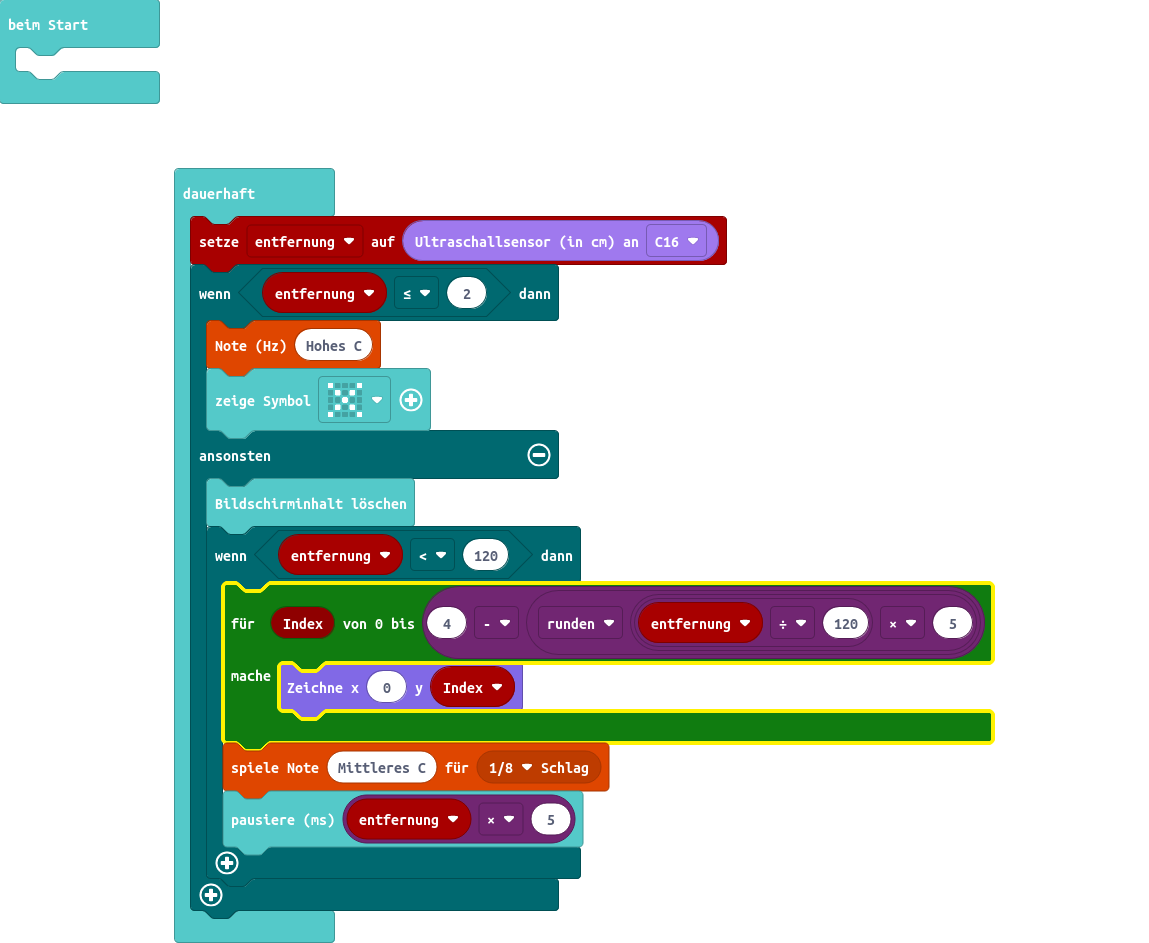 beim Start
dauerhaft
setze entfernung auf Ultraschallsensor (in cm) an C16
wenn entfernung ≤ 2 dann
Note (Hz) Hohes C
zeige Symbol
ansonsten
Bildschirminhalt löschen
wenn entfernung < 120 dann
für Index von 0 bis 4 - runden entfernung ÷ 120 × 5
mache Zeichne x 0 y Index
spiele Note Mittleres C für 1/8 Schlag
pausiere (ms) entfernung × 5